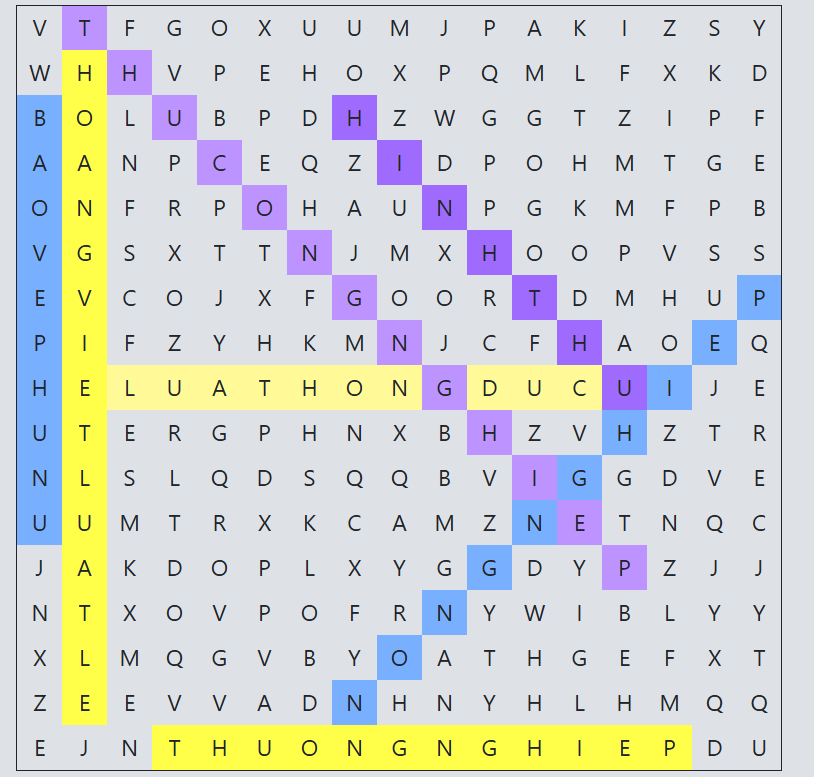 V T F G O X U U M J P A K I Z S Y
W H H V P E H O X P Q M L F X K D
B O L U B P D H Z W G G T Z I P F
A A N P C E Q Z I D P O H M T G E
O N F R P O H A U N P G K M F P B
V G S X T T N J M X H O O P V S S
E V C O J X F G O O R T D M H U P
P I F Z Y H K M N J C F H A O E Q
H E L U A T H O N G D U C U I J E
U T E R G P H N X B H Z V H Z T R
N L S L Q D S Q Q B V I G G D V E
U U M T R X K C A M Z N E T N Q C
J A K D O P L X Y G G D Y P Z J J
N T X O V P O F R N Y W I B L Y Y
X L M Q G V B Y O A T H G E F X T
Z E E V V A D N H N Y H L H M Q Q
E J N T H U O N G N G H I E P D U